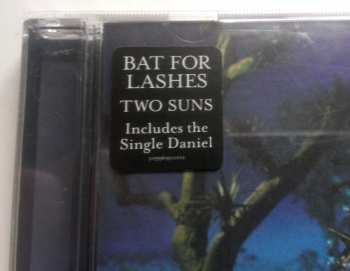 BAT FOR
LASHES
TWO SUNS
Includes the
Single Daniel